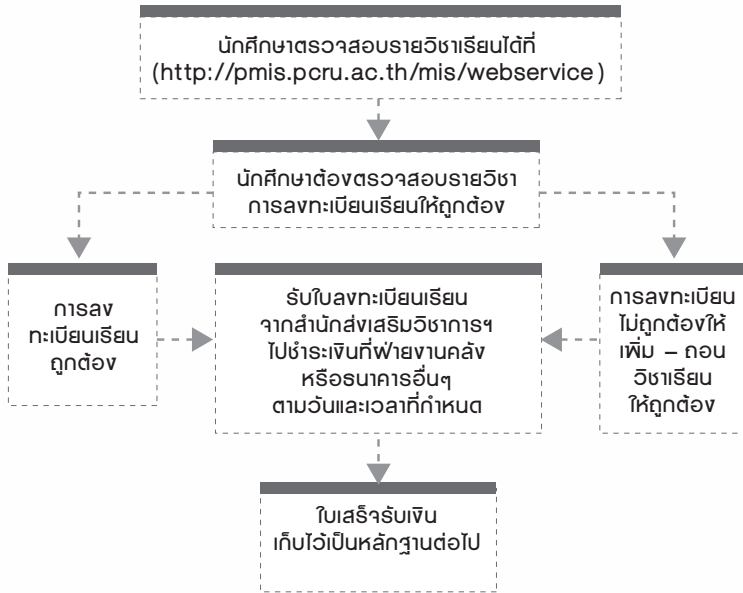 นักศึกษาตรวจสอบรายวิชาเรียนได้ที่
(http://pmis.pcru.ac.th/mis/webservice)
นักศึกษาต้องตรวจสอบรายวิชา
การลงทะเบียนเรียนให้ถูกต้อง
การลง
ทะเบียนเรียน
ถูกต้อง
รับใบลงทะเบียนเรียน
จากสำนักส่งเสริมวิชาการฯ
ไปชำระเงินที่ฝ่ายงานคลัง
หรือธนาคารอื่นๆ
ตามวันและเวลาที่กำหนด
การลงทะเบียน
ไม่ถูกต้องให้
เพิ่ม – ถอน
วิชาเรียน
ให้ถูกต้อง
ใบเสร็จรับเงิน
เก็บไว้เป็นหลักฐานต่อไป